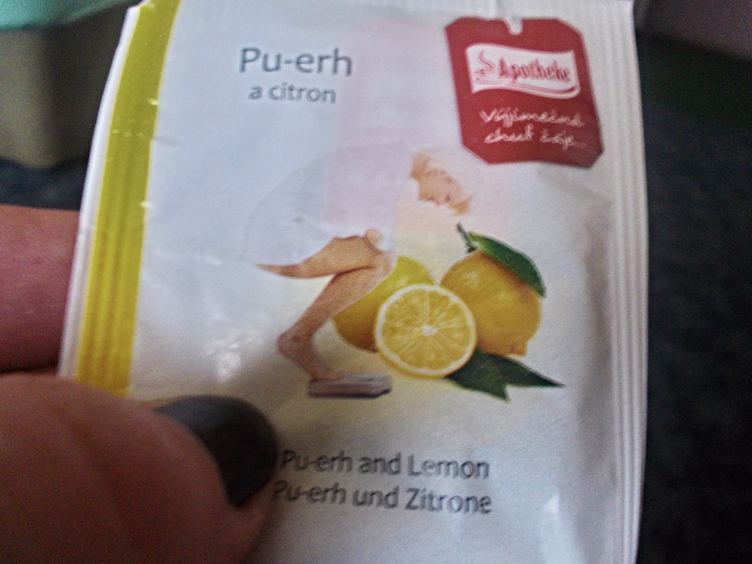 Pu-erh
a citron
Apotheke
Výjimečná
chuť čaje...
Pu-erh and Lemon
Pu-erh und Zitrone